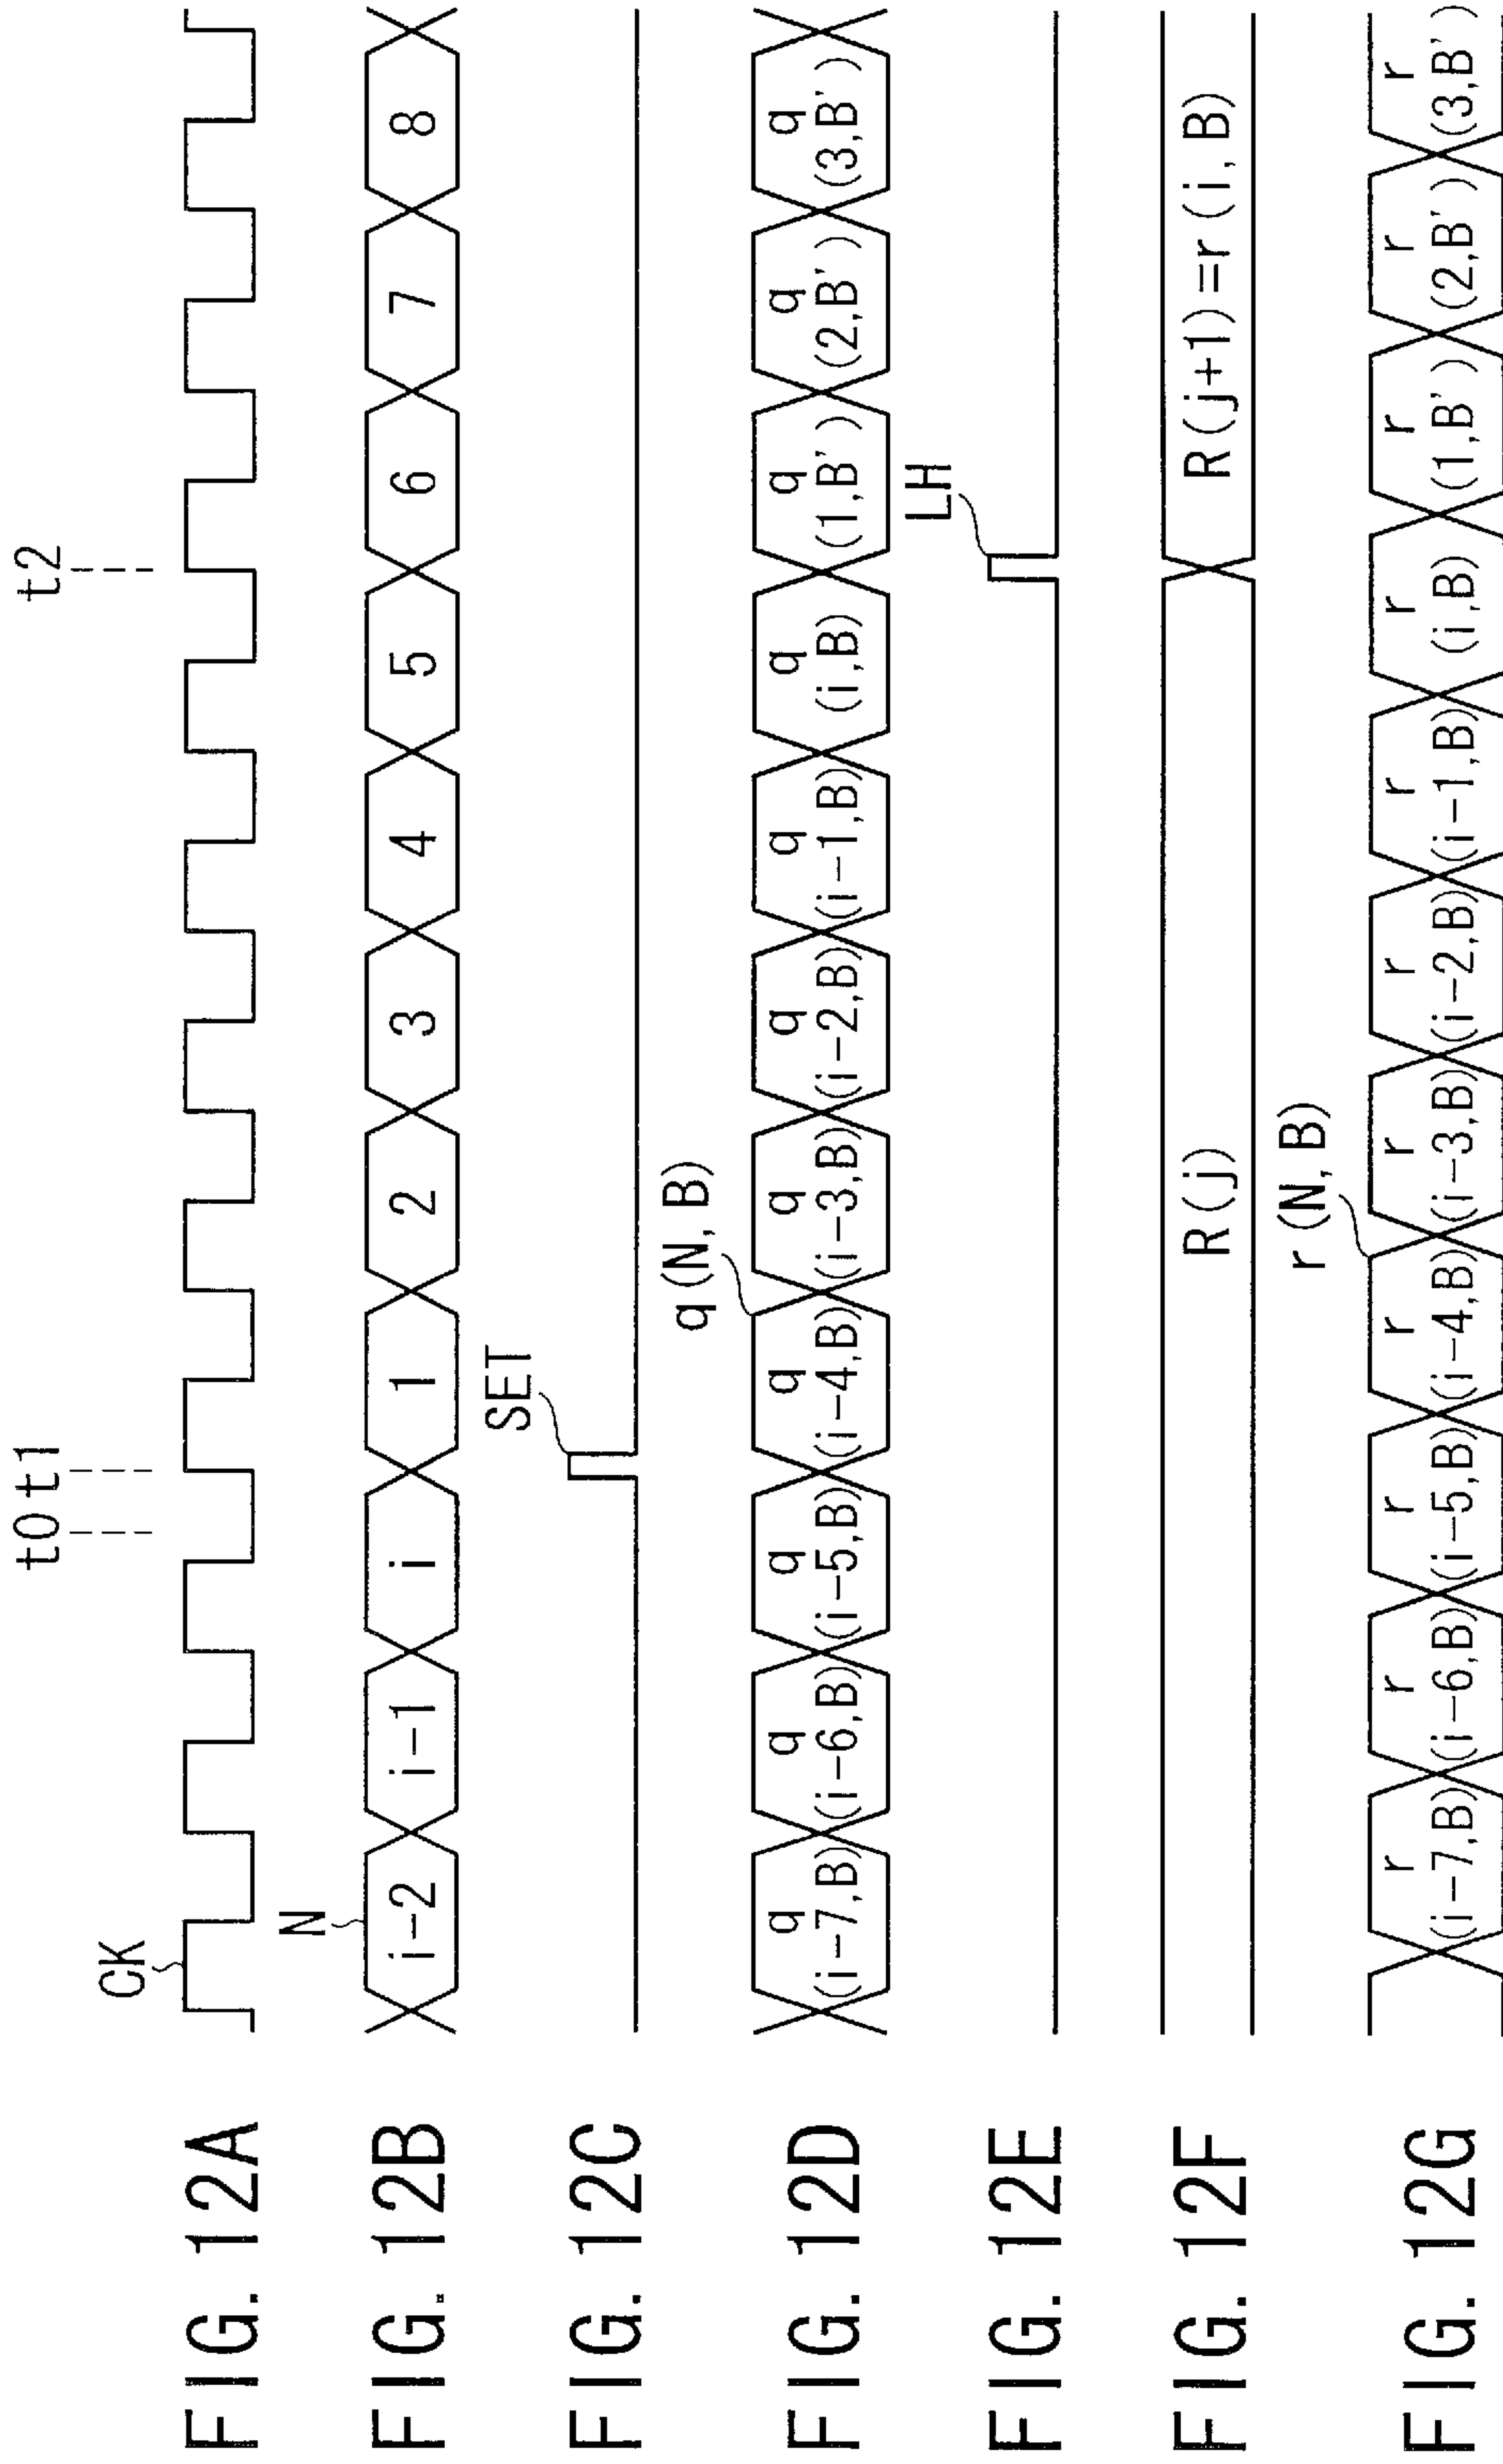 t0 t1 t2
FIG. 12A
CK
FIG. 12B
N
i-2 i-1 i 1 2 3 4 5 6 7 8
FIG. 12C
SET
FIG. 12D
q (N, B)
q q q q q q q q q q q
(i-7,B) (i-6,B) (i-5,B) (i-4,B) (i-3,B) (i-2,B) (i-1,B) (i,B) (1,B') (2,B') (3,B')
FIG. 12E
LH
FIG. 12F
R(j) R(j+1)=r(i,B)
FIG. 12G
r (N, B)
r r r r r r r r r r r
(i-7,B) (i-6,B) (i-5,B) (i-4,B) (i-3,B) (i-2,B) (i-1,B) (i,B) (1,B') (2,B') (3,B')